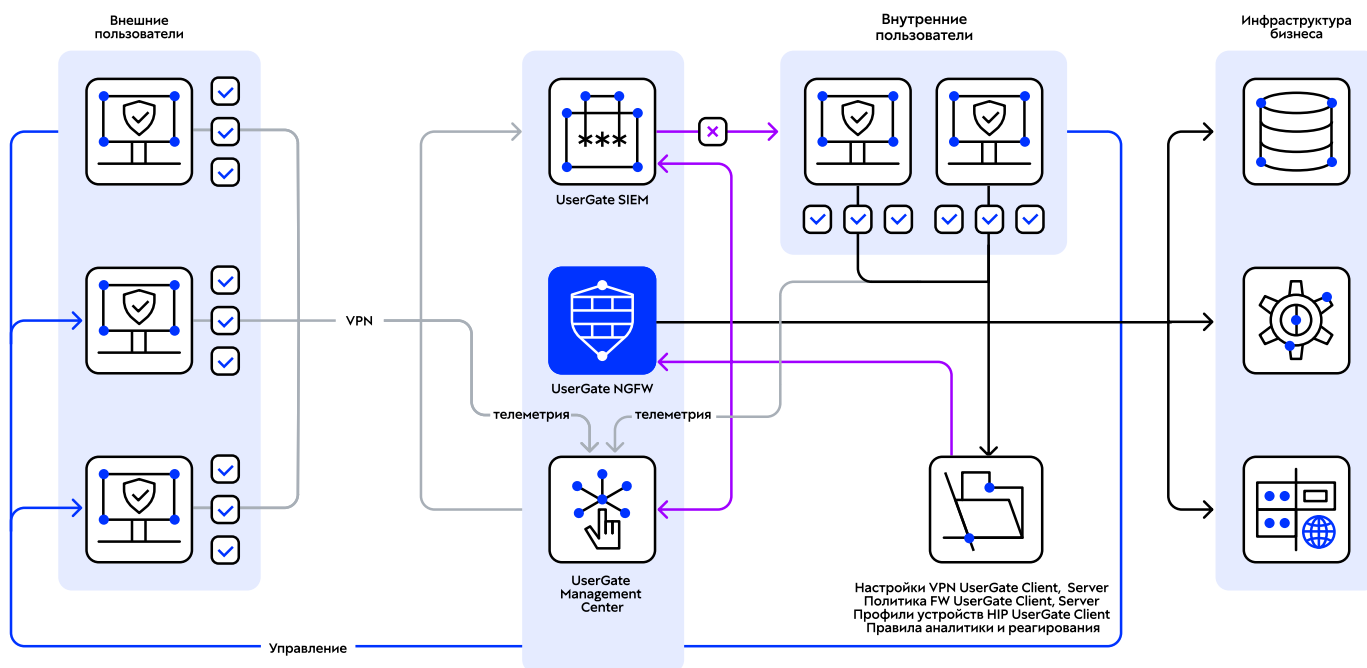 Внешние
пользователи
Внутренние
пользователи
Инфраструктура
бизнеса
***
UserGate SIEM
VPN
UserGate NGFW
телеметрия
телеметрия
UserGate
Management
Center
Настройки VPN UserGate Client, Server
Политика FW UserGate Client, Server
Профили устройств HIP UserGate Client
Правила аналитики и реагирования
Управление